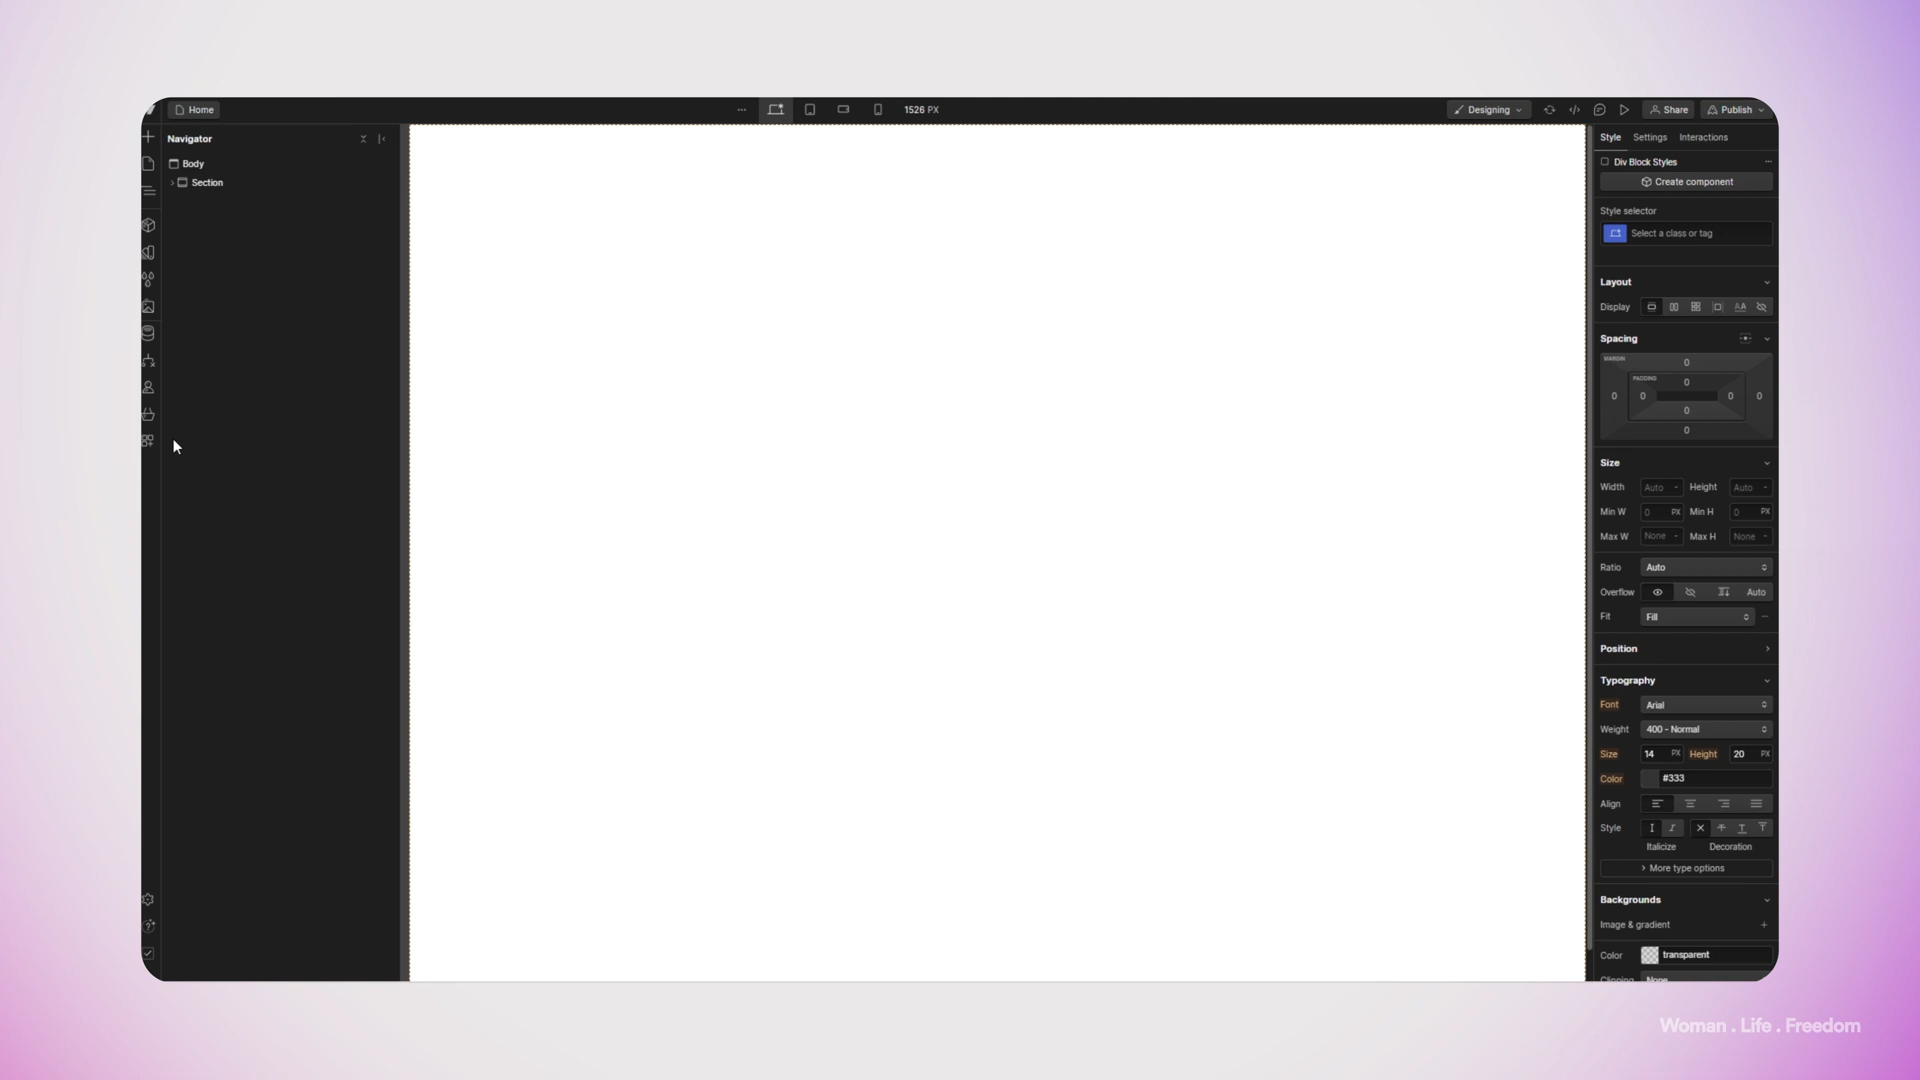 Home
1526 PX
Designing
Share
Publish
Navigator
Body
Section
Style Settings Interactions
Div Block Styles
Create component
Style selector
Select a class or tag
Layout
Display
Spacing
MARGIN
0
PADDING
0
0 0 0 0
0
0
Size
Width Auto - Height Auto -
Min W 0 PX Min H 0 PX
Max W None - Max H None -
Ratio Auto
Overflow Auto
Fit Fill
Position
Typography
Font Arial
Weight 400 - Normal
Size 14 PX Height 20 PX
Color #333
Align
Style
Italicize Decoration
More type options
Backgrounds
Image & gradient
Color transparent
Clipping None
Woman . Life . Freedom